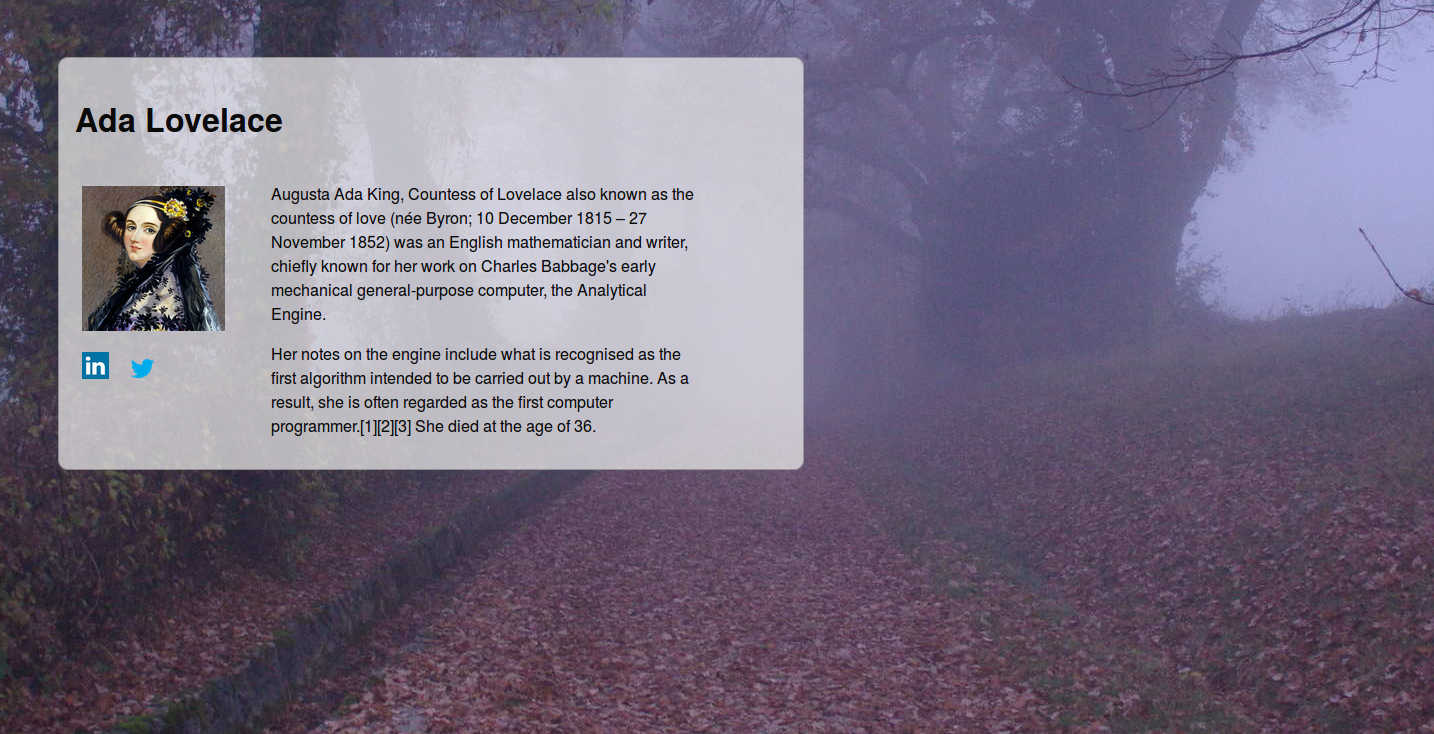 Ada Lovelace
Augusta Ada King, Countess of Lovelace also known as the
countess of love (née Byron; 10 December 1815 – 27
November 1852) was an English mathematician and writer,
chiefly known for her work on Charles Babbage's early
mechanical general-purpose computer, the Analytical
Engine.
in
Her notes on the engine include what is recognised as the
first algorithm intended to be carried out by a machine. As a
result, she is often regarded as the first computer
programmer.[1][2][3] She died at the age of 36.